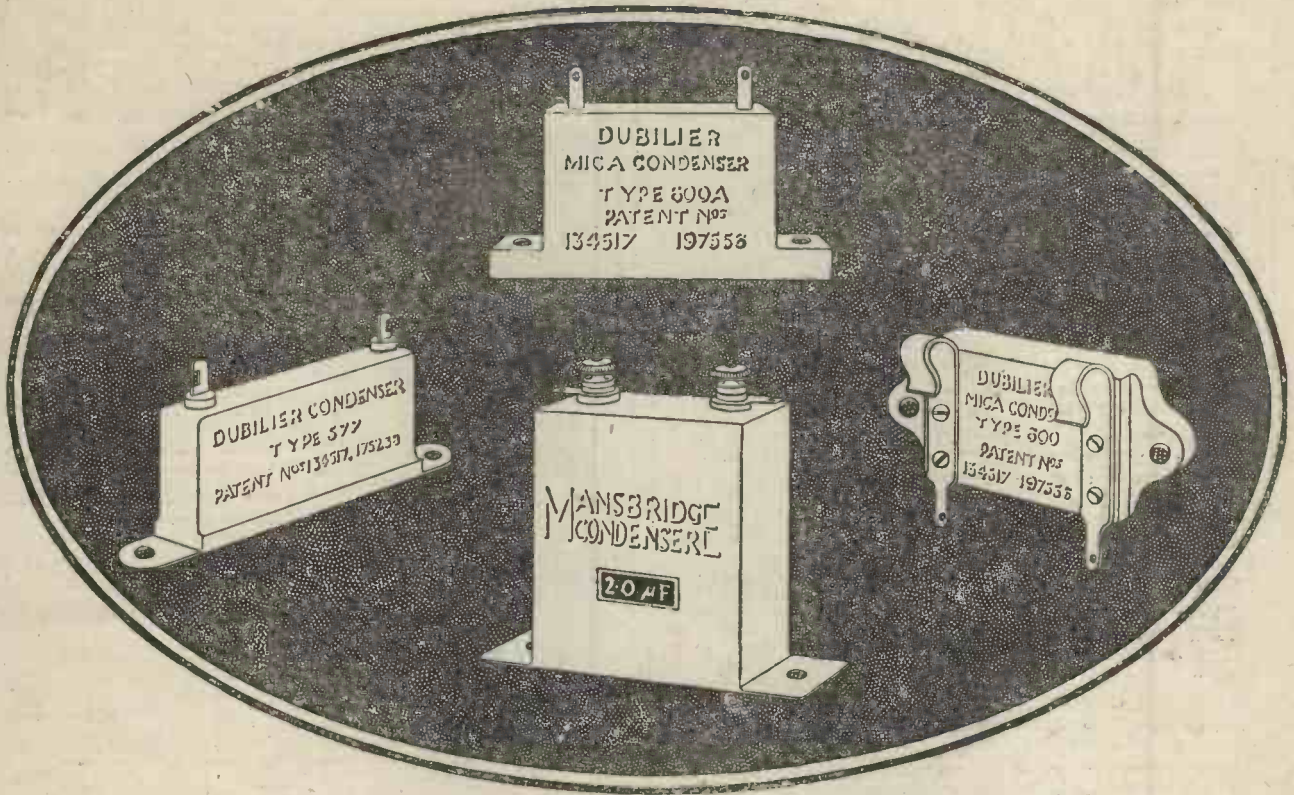 DUBILIER
MICA CONDENSER
TYPE 600A
PATENT Nos
134517 197558
DUBILIER CONDENSER
TYPE 577
PATENT Nos 134517, 175233
MANSBRIDGE
CONDENSER
2·0 μF
DUBILIER
MICA CONDE
TYPE 600
PATENT Nos
134517 197558